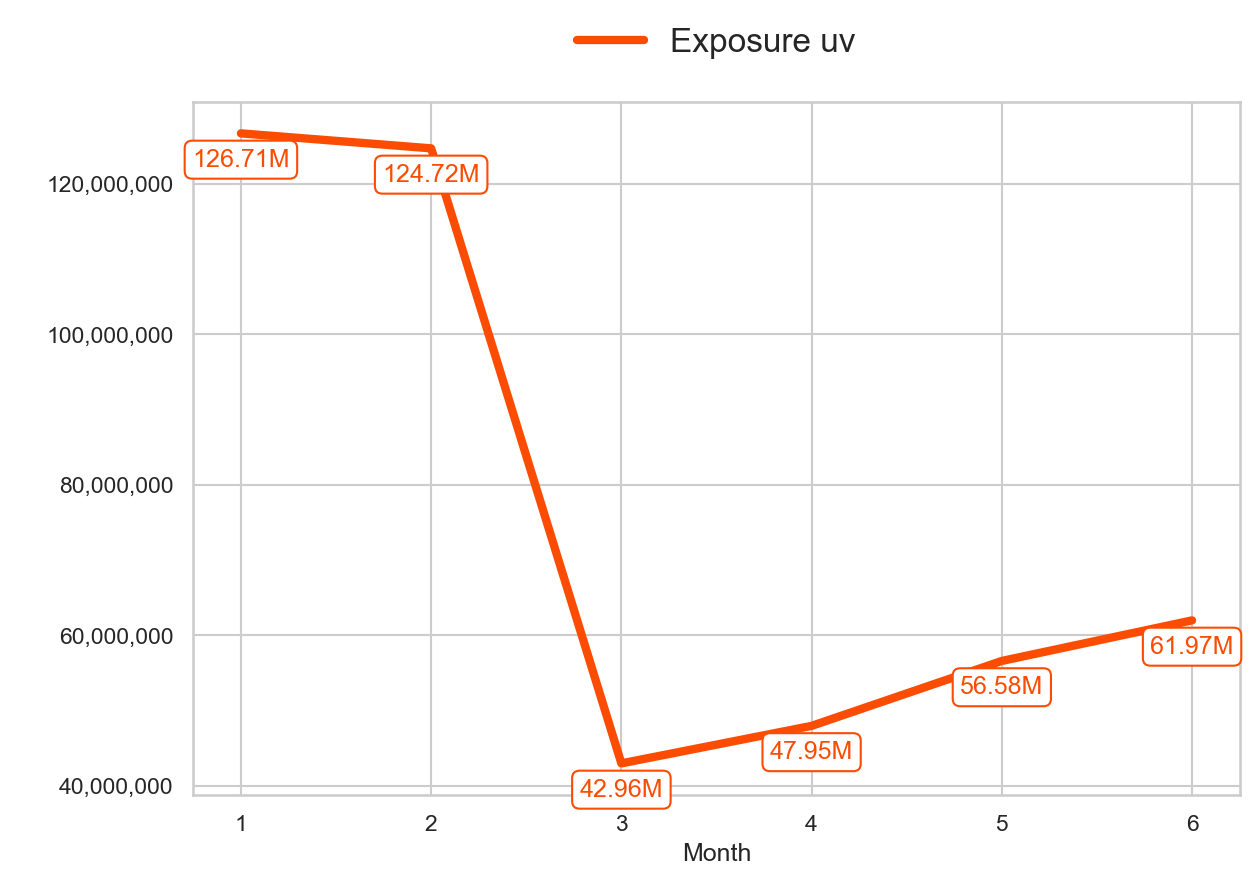 Exposure uv
126.71M
124.72M
120,000,000
100,000,000
80,000,000
60,000,000
61.97M
56.58M
47.95M
42.96M
40,000,000
1 2 3 4 5 6
Month